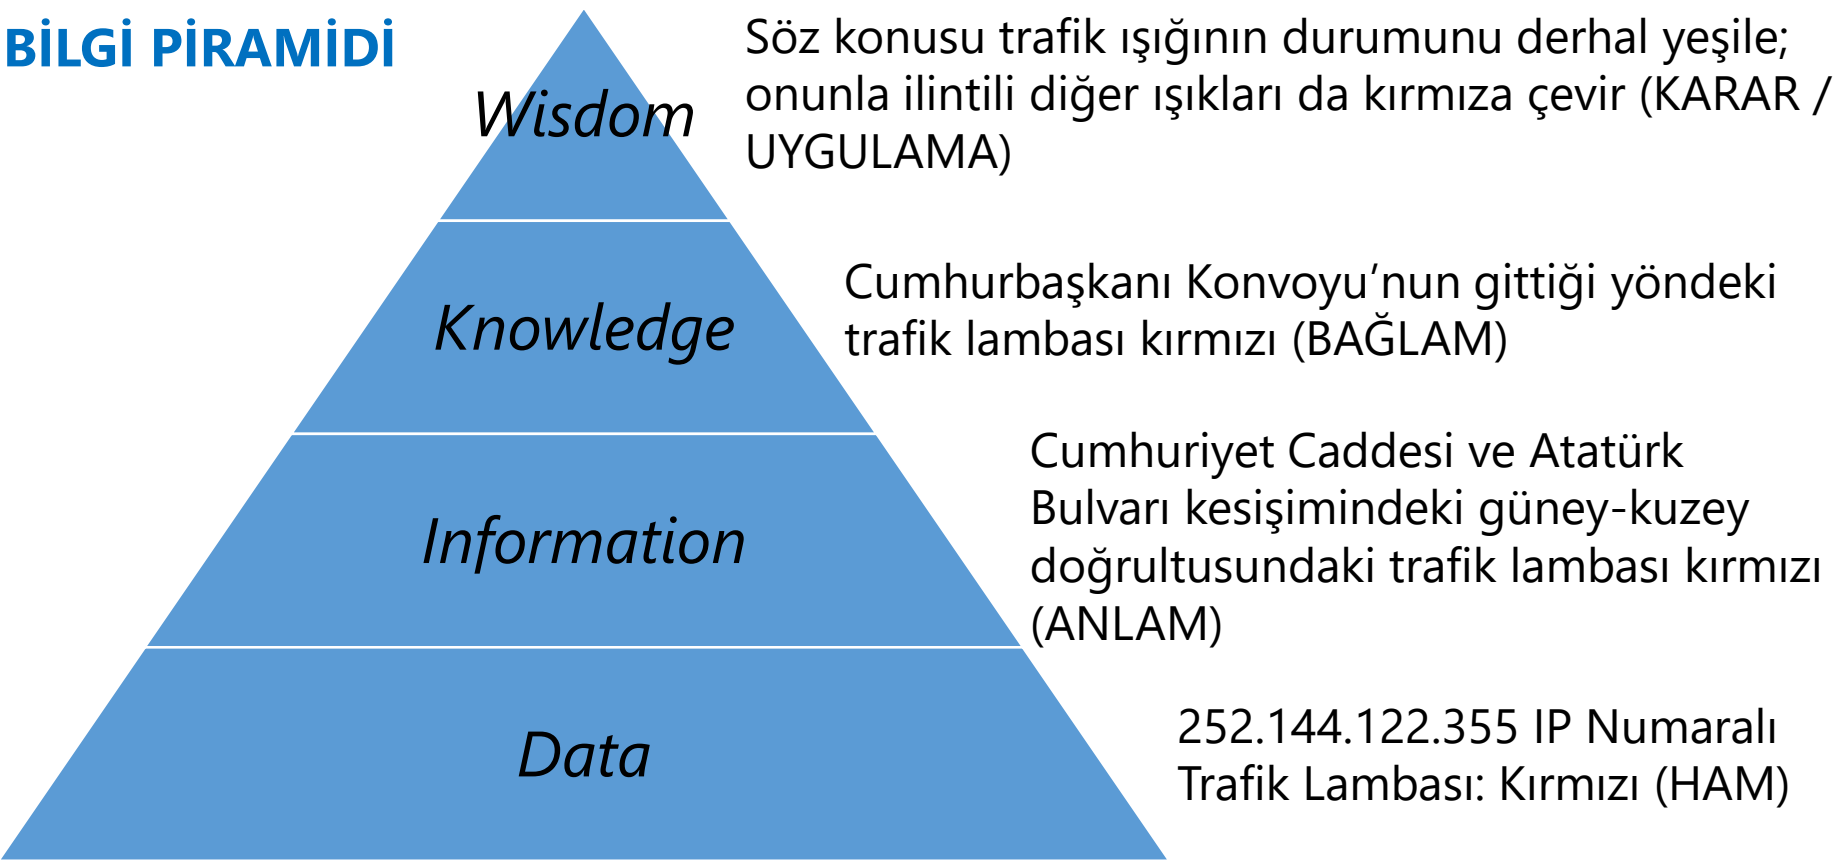 BİLGİ PİRAMİDİ
Wisdom
Söz konusu trafik ışığının durumunu derhal yeşile;
onunla ilintili diğer ışıkları da kırmıza çevir (KARAR /
UYGULAMA)
Knowledge
Cumhurbaşkanı Konvoyu’nun gittiği yöndeki
trafik lambası kırmızı (BAĞLAM)
Information
Cumhuriyet Caddesi ve Atatürk
Bulvarı kesişimindeki güney-kuzey
doğrultusundaki trafik lambası kırmızı
(ANLAM)
Data
252.144.122.355 IP Numaralı
Trafik Lambası: Kırmızı (HAM)